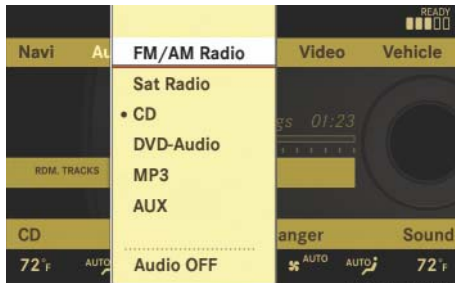 READY
Navi Au FM/AM Radio Video Vehicle
Sat Radio
• CD
gs 01:23
DVD-Audio
RDM. TRACKS MP3
AUX
CD anger Sound
72°F AUTO Audio OFF AUTO AUTO 72°F